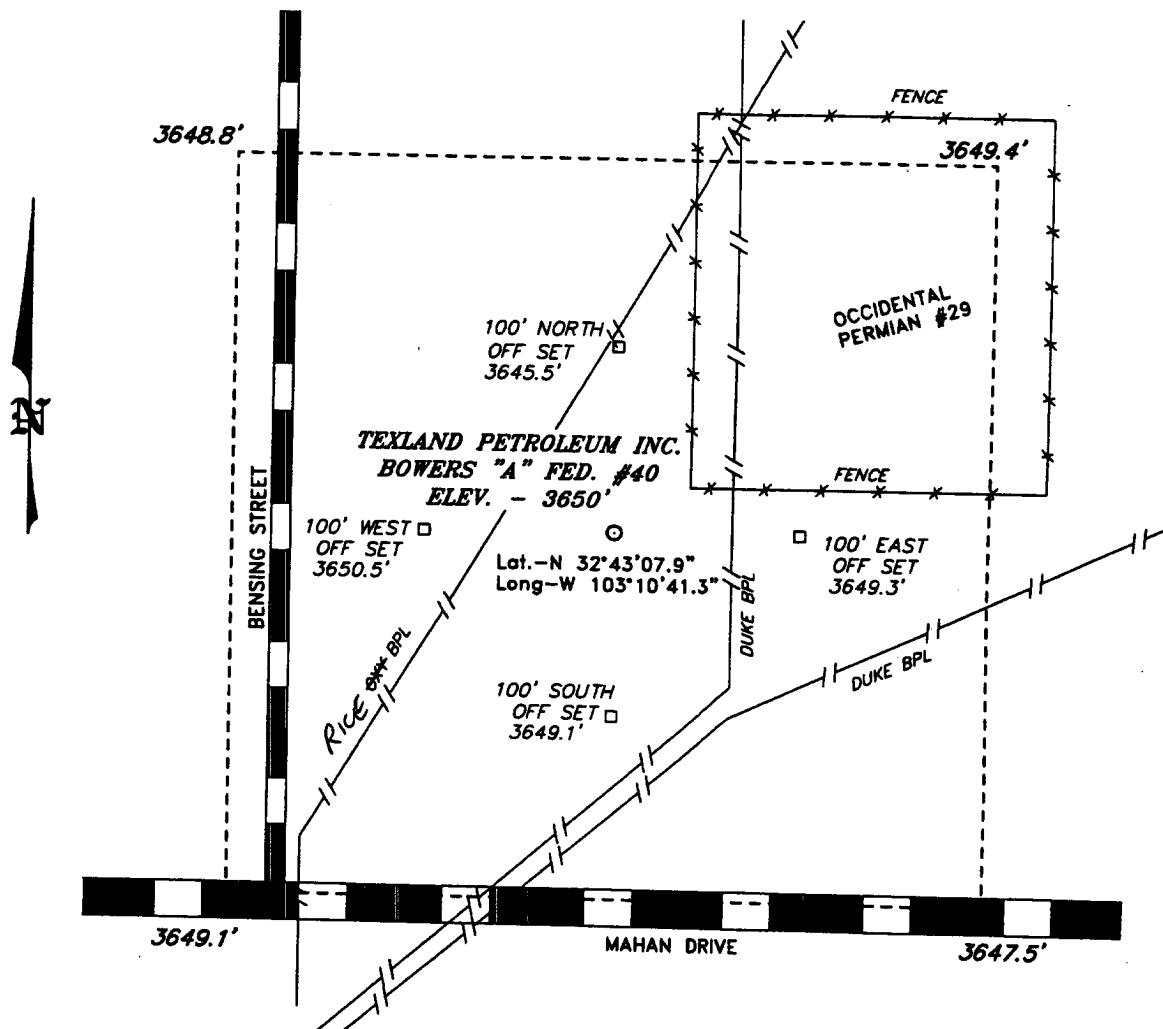 FENCE
3648.8'
3649.4'
OCCIDENTAL
PERMIAN #29
100' NORTH
OFF SET
3645.5'
N
TEXLAND PETROLEUM INC.
BOWERS "A" FED. #40
ELEV. - 3650'
FENCE
BENSING STREET
100' WEST
OFF SET
3650.5'
Lat.-N 32°43'07.9"
Long-W 103°10'41.3"
100' EAST
OFF SET
3649.3'
DUKE BPL
DUKE BPL
RICE OXY BPL
100' SOUTH
OFF SET
3649.1'
3649.1'
MAHAN DRIVE
3647.5'